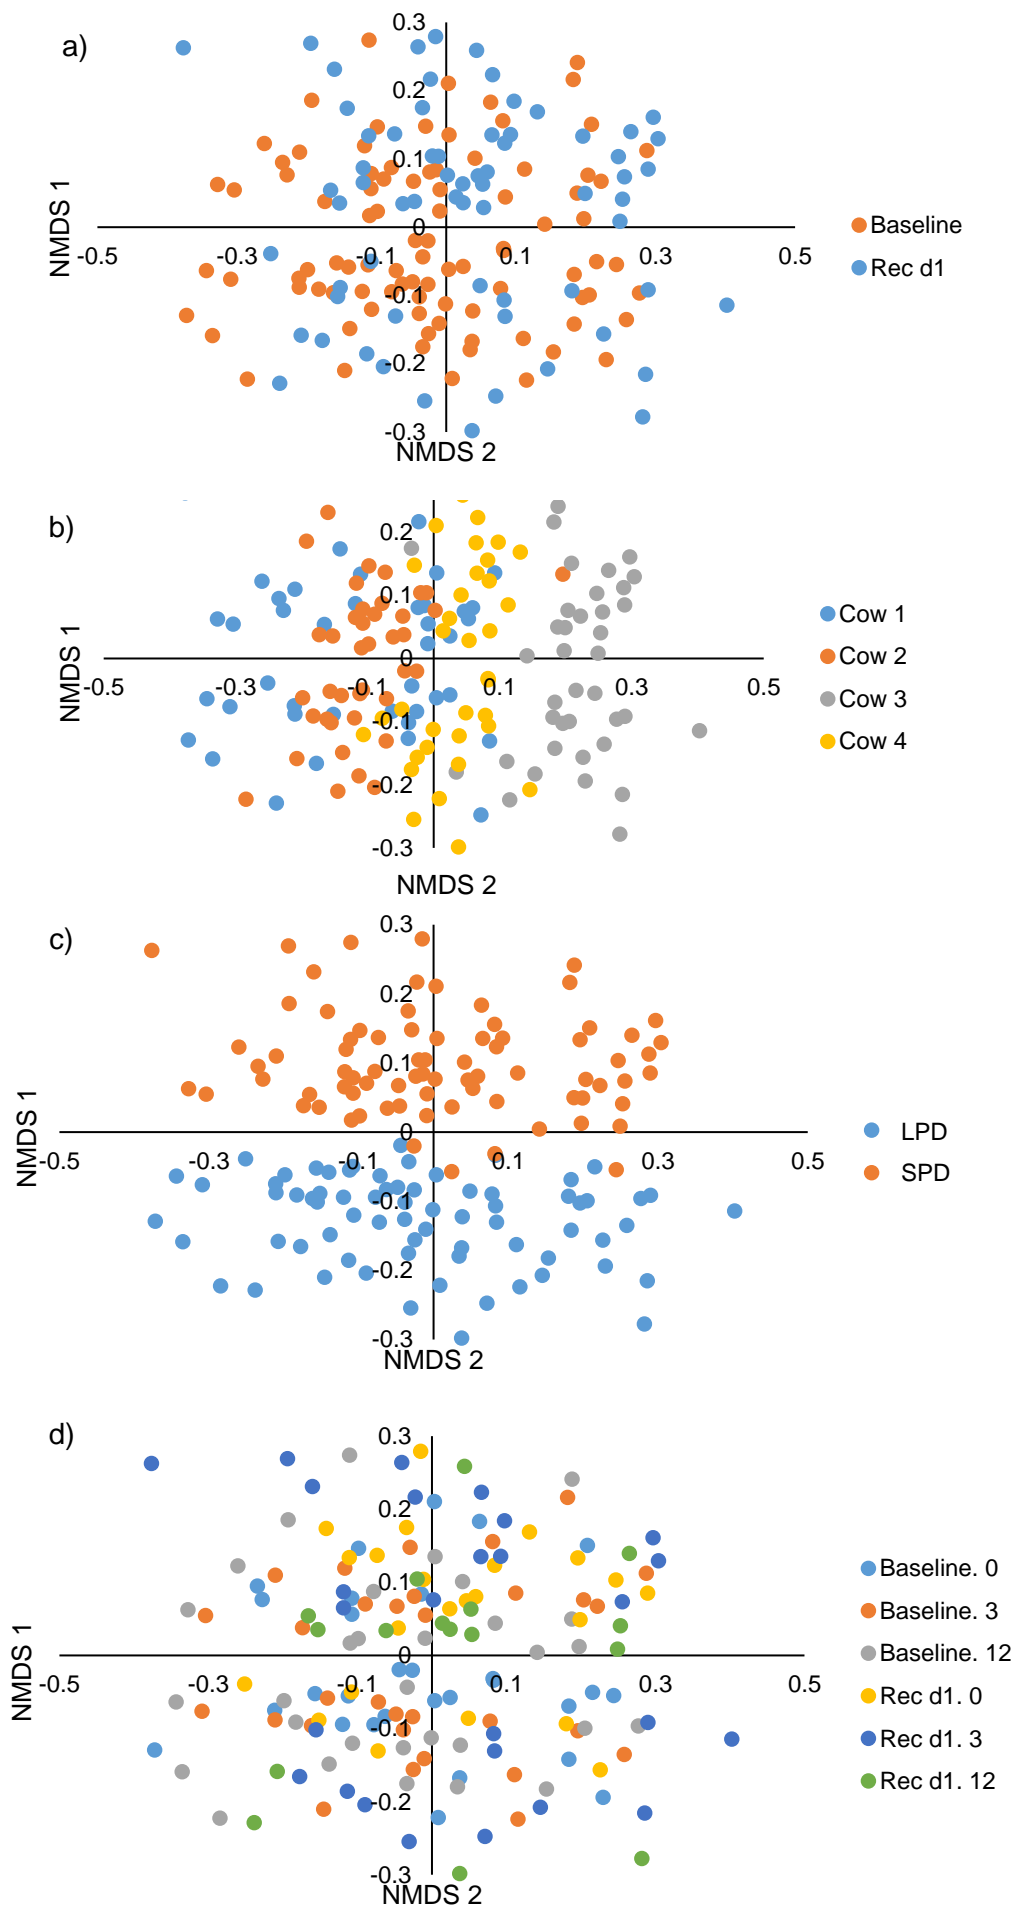 a)
0.3
0.2
0.1
0
-0.1
-0.2
-0.3
-0.5
-0.3
-0.1
0.1
0.3
0.5
NMDS 1
NMDS 2
Baseline
Rec d1
b)
0.2
0.1
0
-0.1
-0.2
-0.3
-0.5
-0.3
-0.1
0.1
0.3
0.5
NMDS 1
NMDS 2
Cow 1
Cow 2
Cow 3
Cow 4
c)
0.3
0.2
0.1
0
-0.1
-0.2
-0.3
-0.5
-0.3
-0.1
0.1
0.3
0.5
NMDS 1
NMDS 2
LPD
SPD
d)
0.3
0.2
0.1
0
-0.1
-0.2
-0.3
-0.5
-0.3
-0.1
0.1
0.3
0.5
NMDS 1
NMDS 2
Baseline. 0
Baseline. 3
Baseline. 12
Rec d1. 0
Rec d1. 3
Rec d1. 12